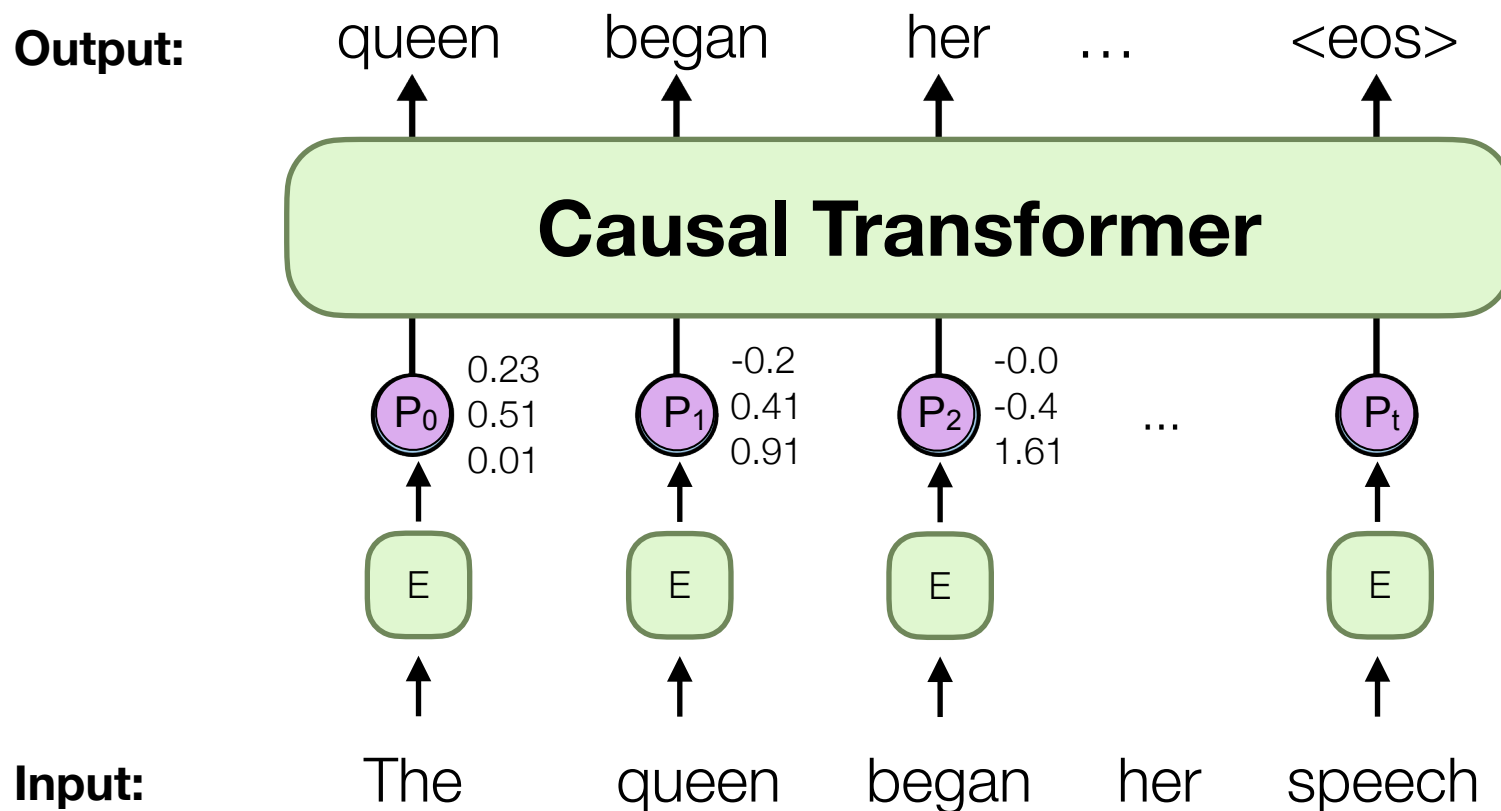 Output: queen began her ... <eos>
Causal Transformer
P0 0.23 0.51 0.01 P1 -0.2 0.41 0.91 P2 -0.0 -0.4 1.61 ... Pt
E E E E
Input: The queen began her speech